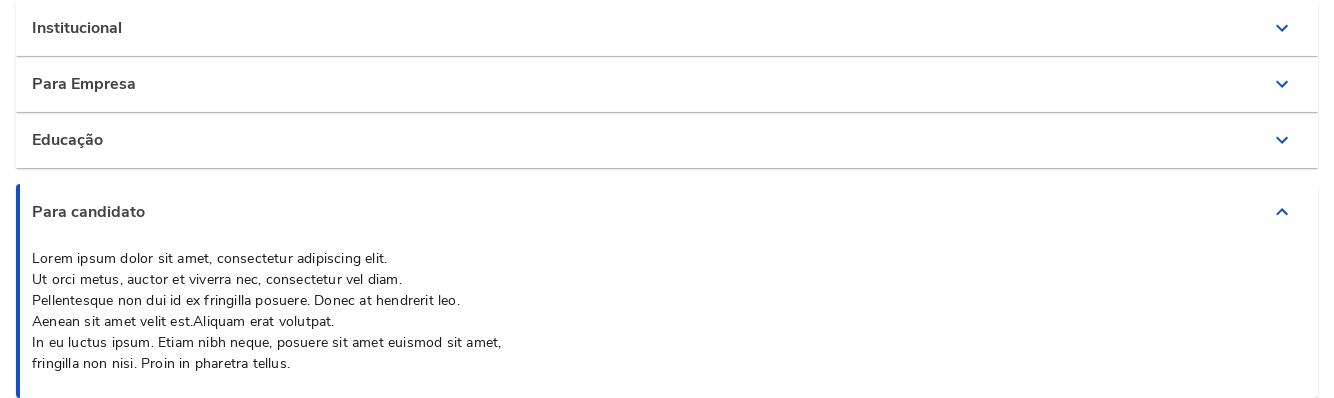 Institucional
Para Empresa
Educação
Para candidato
Lorem ipsum dolor sit amet, consectetur adipiscing elit.
Ut orci metus, auctor et viverra nec, consectetur vel diam.
Pellentesque non dui id ex fringilla posuere. Donec at hendrerit leo.
Aenean sit amet velit est.Aliquam erat volutpat.
In eu luctus ipsum. Etiam nibh neque, posuere sit amet euismod sit amet,
fringilla non nisi. Proin in pharetra tellus.